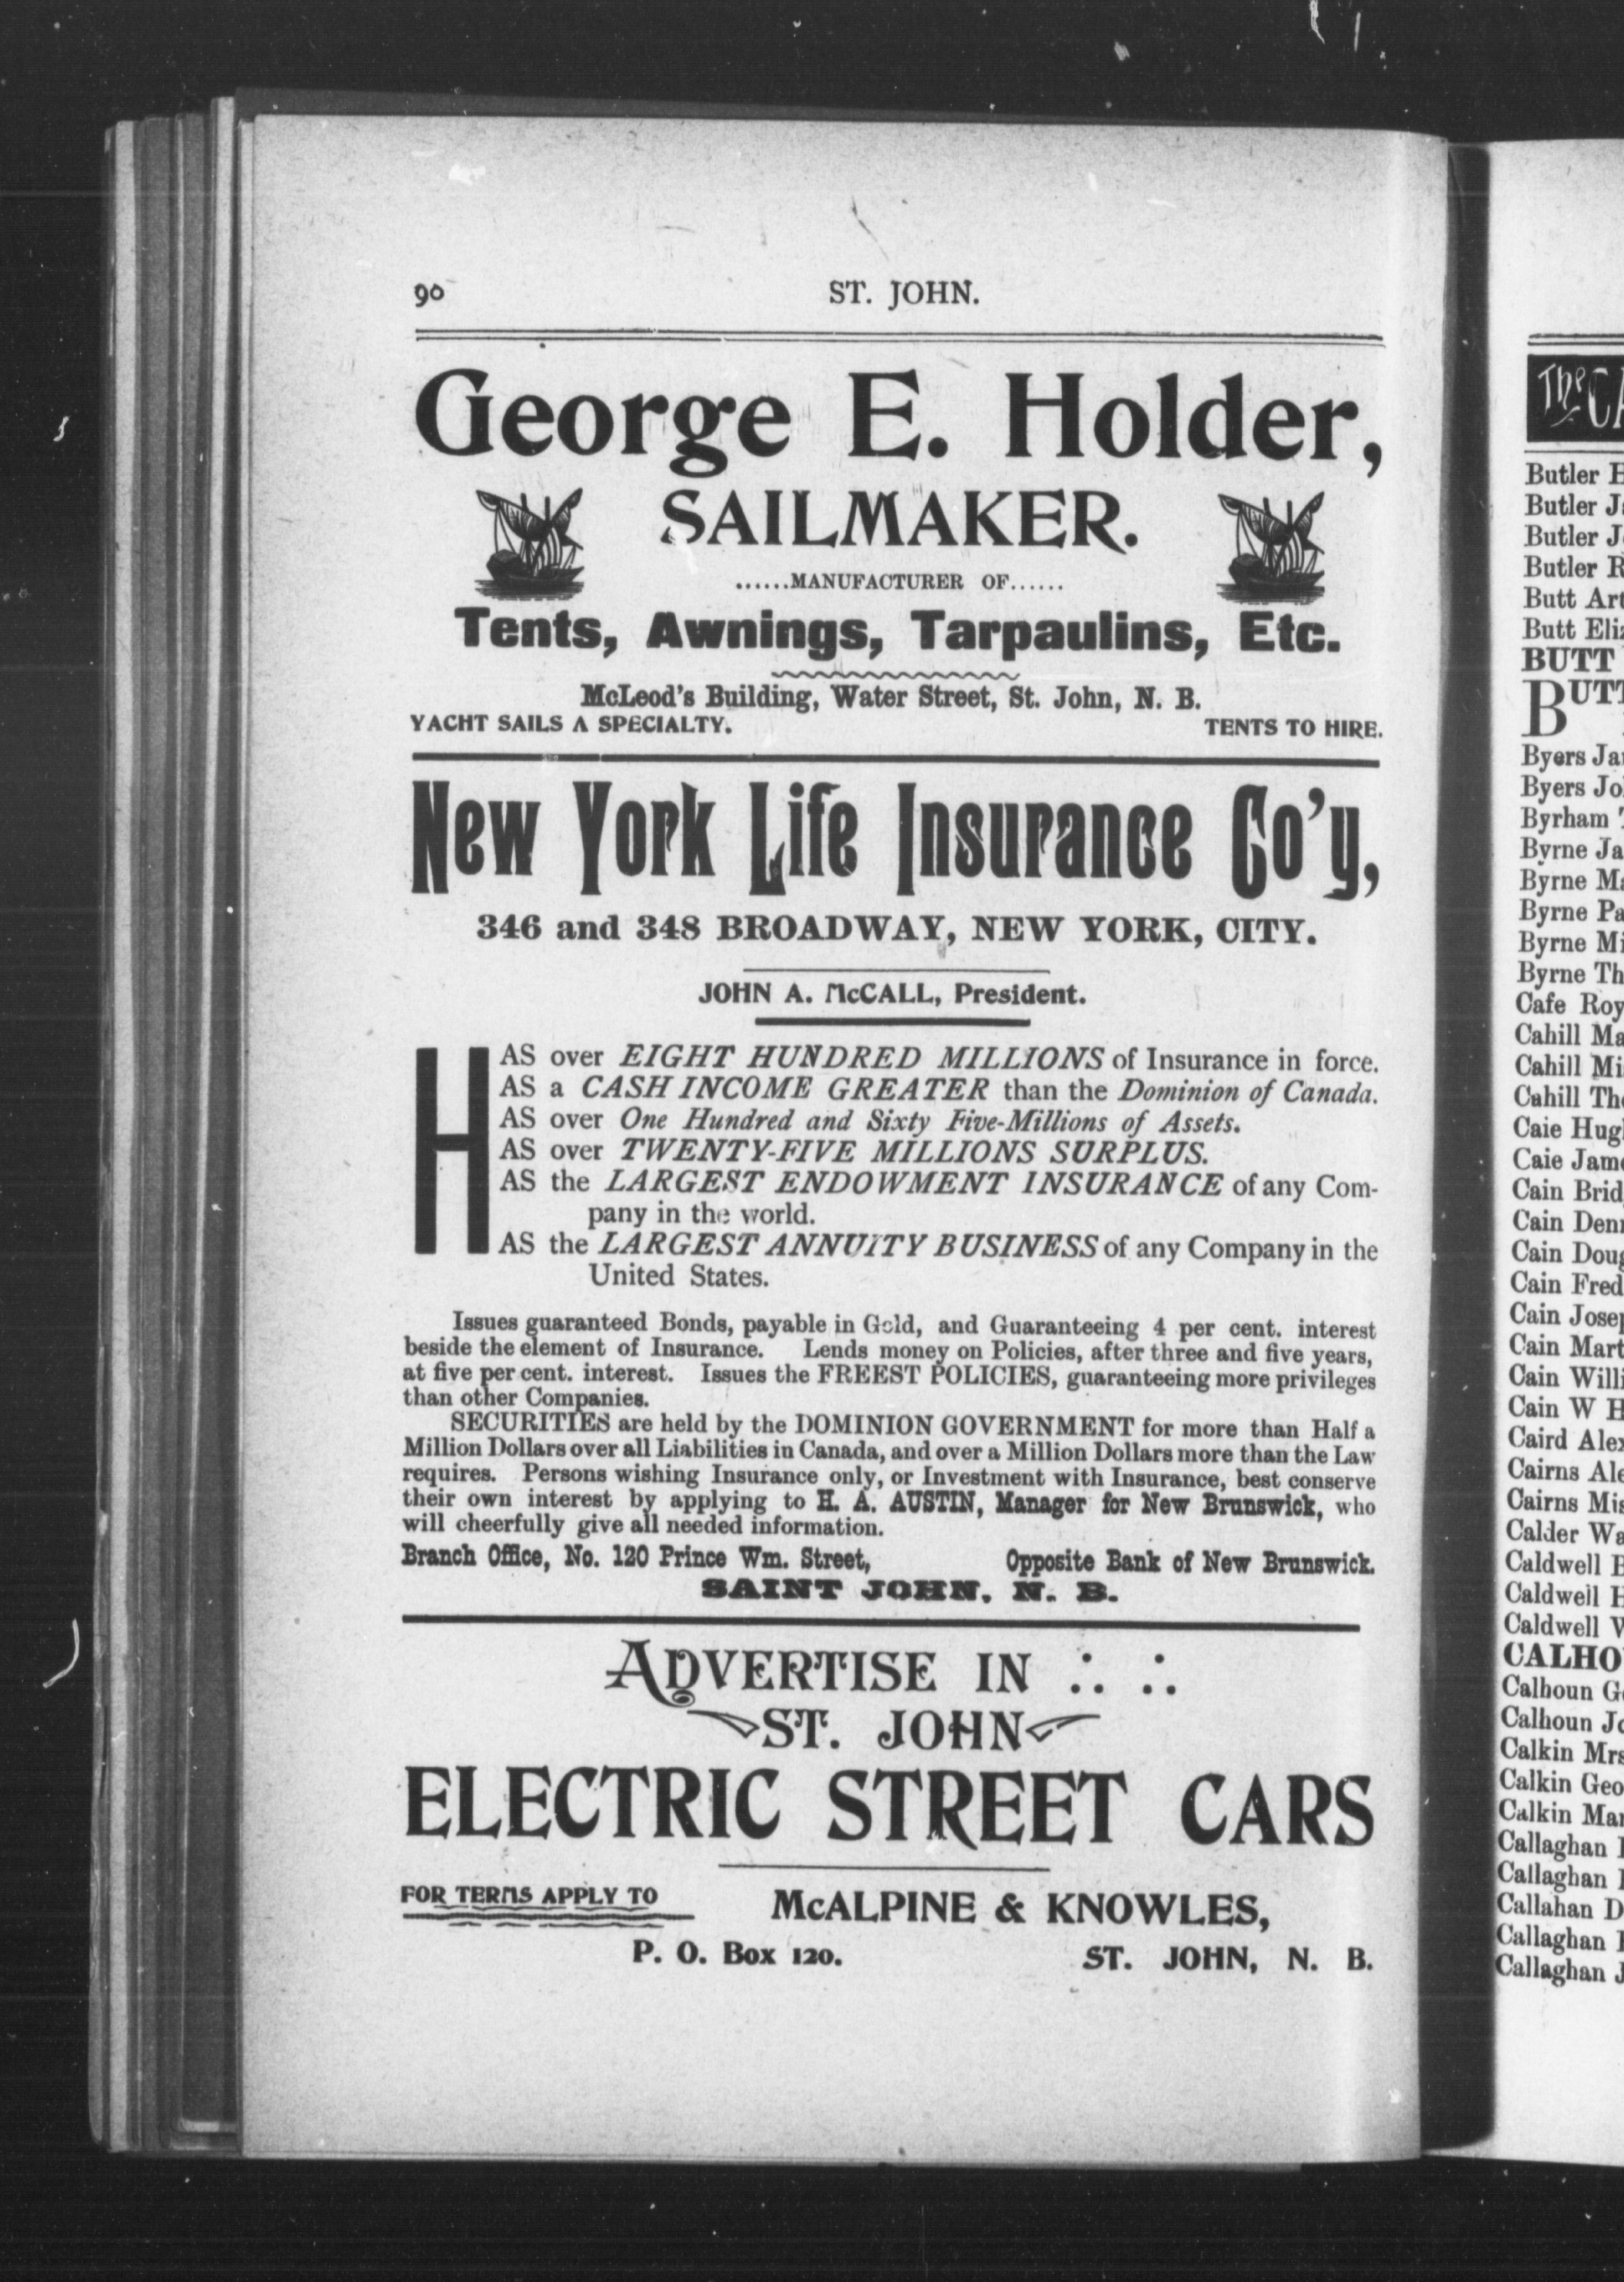 90
ST. JOHN.
George E. Holder,
SAILMAKER.
......MANUFACTURER OF......
Tents, Awnings, Tarpaulins, Etc.
McLeod's Building, Water Street, St. John, N. B.
YACHT SAILS A SPECIALTY. TENTS TO HIRE.
New York Life Insurance Co'y,
346 and 348 BROADWAY, NEW YORK, CITY.
JOHN A. McCALL, President.
HAS over EIGHT HUNDRED MILLIONS of Insurance in force.
AS a CASH INCOME GREATER than the Dominion of Canada.
AS over One Hundred and Sixty Five-Millions of Assets.
AS over TWENTY-FIVE MILLIONS SURPLUS.
AS the LARGEST ENDOWMENT INSURANCE of any Com-
pany in the world.
AS the LARGEST ANNUITY BUSINESS of any Company in the
United States.
Issues guaranteed Bonds, payable in Gold, and Guaranteeing 4 per cent. interest
beside the element of Insurance. Lends money on Policies, after three and five years,
at five per cent. interest. Issues the FREEST POLICIES, guaranteeing more privileges
than other Companies.
SECURITIES are held by the DOMINION GOVERNMENT for more than Half a
Million Dollars over all Liabilities in Canada, and over a Million Dollars more than the Law
requires. Persons wishing Insurance only, or Investment with Insurance, best conserve
their own interest by applying to H. A. AUSTIN, Manager for New Brunswick, who
will cheerfully give all needed information.
Branch Office, No. 120 Prince Wm. Street, Opposite Bank of New Brunswick.
SAINT JOHN, N. B.
ADVERTISE IN
ST. JOHN
ELECTRIC STREET CARS
FOR TERMS APPLY TO McALPINE & KNOWLES,
P. O. Box 120. ST. JOHN, N. B.
The
Butler
Butler
Butler
Butler
Butt
Butt
BUTT
Byers
Byers
Byrham
Byrne
Byrne
Byrne
Byrne
Byrne
Cafe
Cahill
Cahill
Cahill
Caie
Caie
Cain
Cain
Cain
Cain
Cain
Cain
Cain
Cain W
Caird
Cairns
Cairns
Calder
Caldwell
Caldwell
Caldwell
Calhoun
Calhoun
Calkin
Calkin
Calkin
Callaghan
Callaghan
Callahan
Callaghan
Callaghan